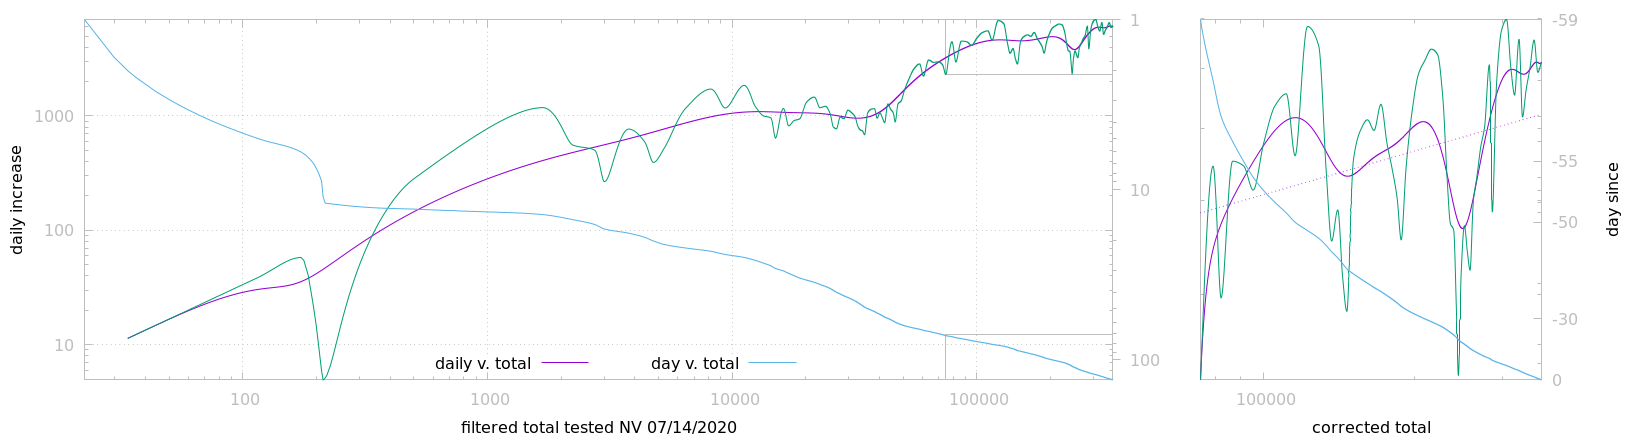 daily increase
1000
100
10
daily v. total
day v. total
100
1000
10000
100000
filtered total tested NV 07/14/2020
1
10
100
-59
-55
-50
-30
0
day since
100000
corrected total